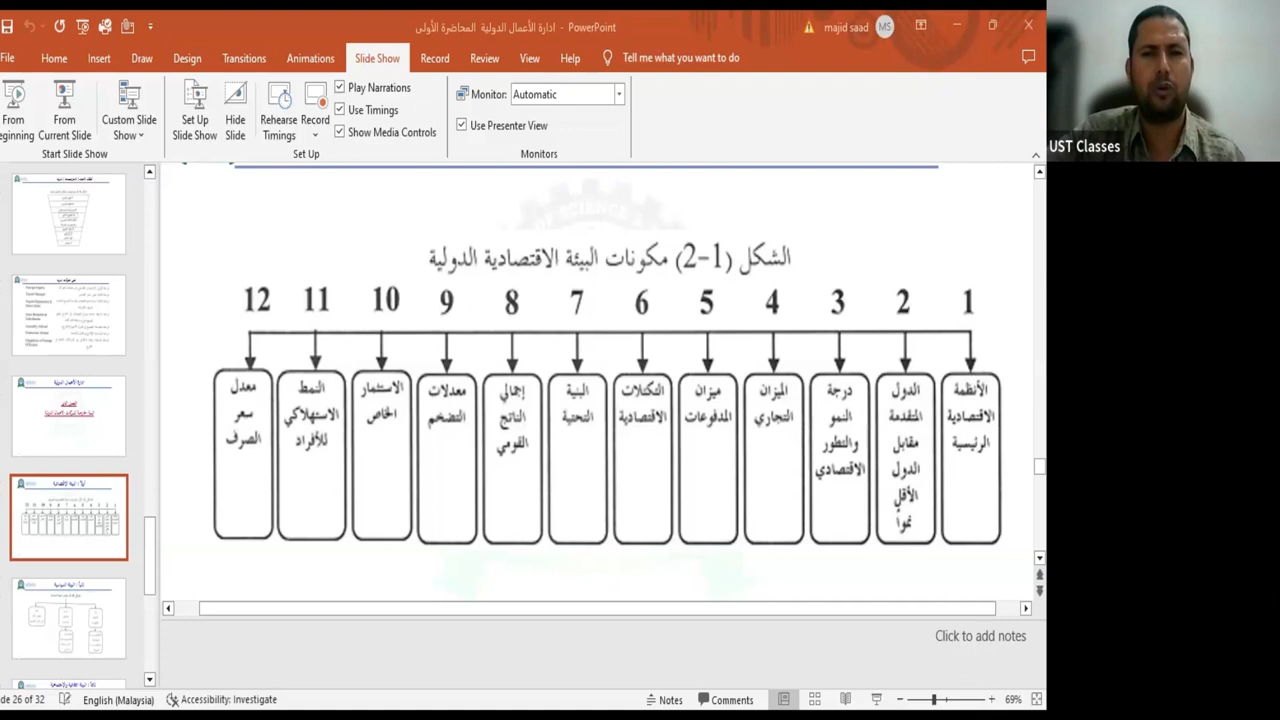 ادارة الأعمال الدولية المحاضرة الأولى - PowerPoint
majid saad
MS
File
Home
Insert
Draw
Design
Transitions
Animations
Slide Show
Record
Review
View
Help
Tell me what you want to do
From
Beginning
From
Current Slide
Custom Slide
Show
Set Up
Slide Show
Hide
Slide
Rehearse
Timings
Record
Play Narrations
Use Timings
Show Media Controls
Monitor:
Automatic
Use Presenter View
Start Slide Show
Set Up
Monitors
UST Classes
الشكل (1-2) مكونات البيئة الاقتصادية الدولية
1
2
3
4
5
6
7
8
9
10
11
12
الأنظمة
الاقتصادية
الرئيسية
الدول
المتقدمة
مقابل
الدول
الأقل
نمواً
درجة
النمو
والتطور
الاقتصادي
الميزان
التجاري
ميزان
المدفوعات
التكتلات
الاقتصادية
البنية
التحتية
إجمالي
الناتج
القومي
معدلات
التضخم
الاستثمار
الخاص
النمط
الاستهلاكي
للأفراد
معدل
سعر
الصرف
Click to add notes
Slide 26 of 32
English (Malaysia)
Accessibility: Investigate
Notes
Comments
69%